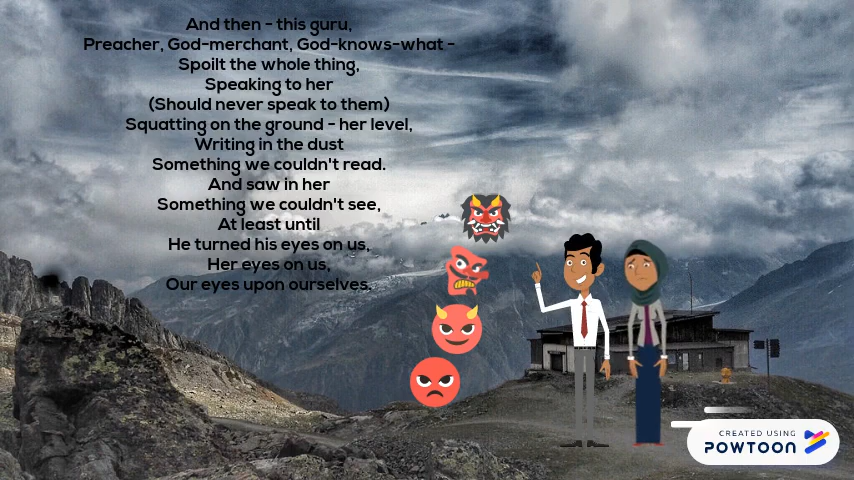 And then - this guru,
Preacher, God-merchant, God-knows-what -
Spoilt the whole thing,
Speaking to her
(Should never speak to them)
Squatting on the ground - her level,
Writing in the dust
Something we couldn't read.
And saw in her
Something we couldn't see,
At least until
He turned his eyes on us,
Her eyes on us,
Our eyes upon ourselves.
CREATED USING
POWTOON